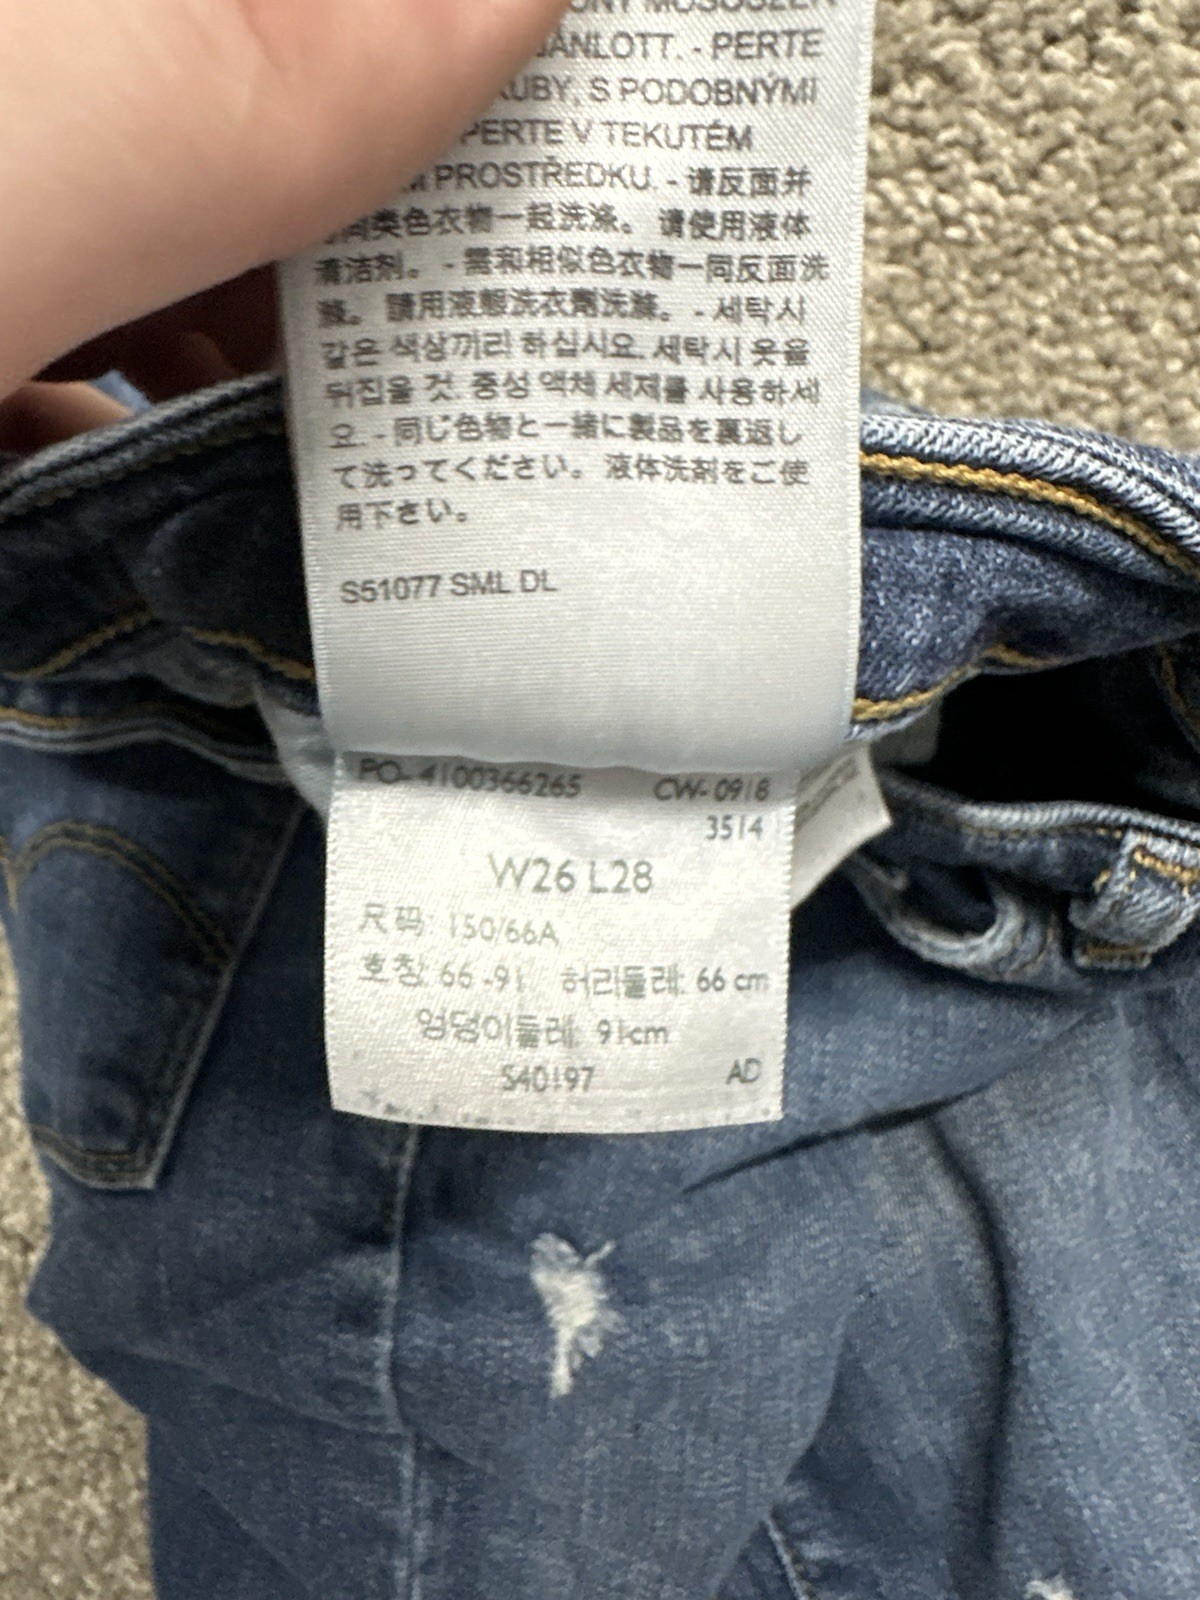 JÁNLOTT. - PERTE
RUBY, S PODOBNÝMI
PERTE V TEKUTÉM
PROSTŘEDKU. - 请反面并
同类色衣物一起洗涤。 请使用液体
清洁剂。 - 需和相似色衣物一同反面洗
滌。 請用液態洗衣劑洗滌。 - 세탁시
같은 색상끼리 하십시요. 세탁시 옷을
뒤집을 것. 중성 액체 세제를 사용하세
요. - 同じ色物と一緒に製品を裏返し
て洗ってください。 液体洗剤をご使
用下さい。
S51077 SML DL
PO- 4100366265 CW- 0918
3514
W26 L28
尺码: 150/66A
호칭: 66 -91 허리둘레: 66 cm
엉덩이둘레: 91cm
S40197 AD